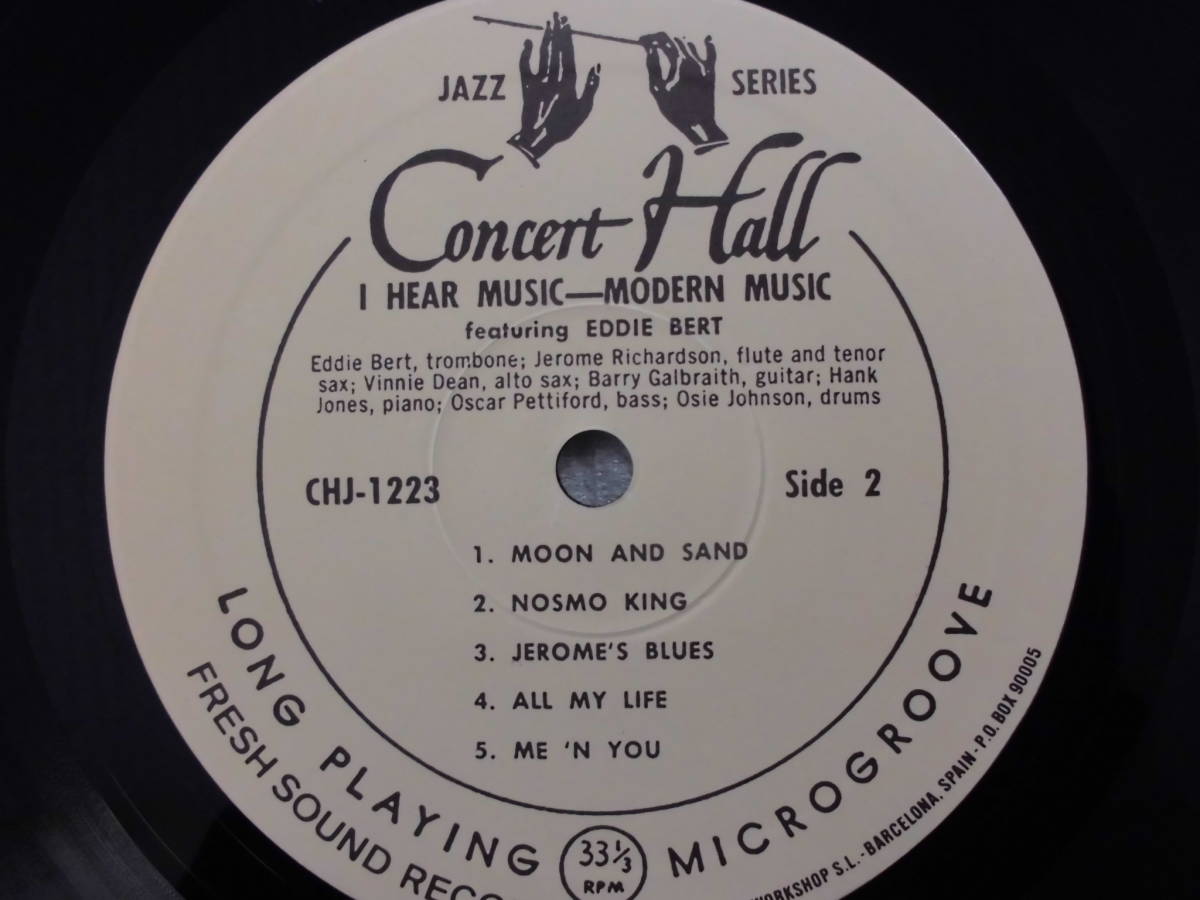 JAZZ SERIES
Concert Hall
I HEAR MUSIC—MODERN MUSIC
featuring EDDIE BERT
Eddie Bert, trombone; Jerome Richardson, flute and tenor
sax; Vinnie Dean, alto sax; Barry Galbraith, guitar; Hank
Jones, piano; Oscar Pettiford, bass; Osie Johnson, drums
CHJ-1223 Side 2
1. MOON AND SAND
2. NOSMO KING
3. JEROME'S BLUES
4. ALL MY LIFE
5. ME 'N YOU
LONG PLAYING 33⅓ RPM MICROGROOVE
FRESH SOUND
S.L.-BARCELONA, SPAIN - P.O. BOX 90005